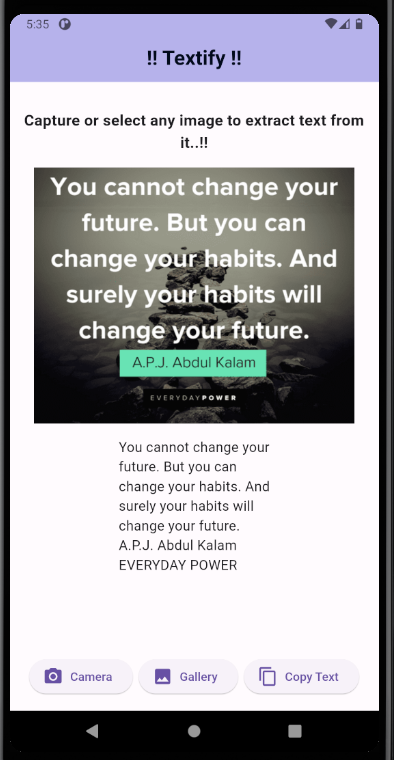 5:35
!! Textify !!
Capture or select any image to extract text from
it..!!
You cannot change your
future. But you can
change your habits. And
surely your habits will
change your future.
A.P.J. Abdul Kalam
EVERYDAYPOWER
You cannot change your
future. But you can
change your habits. And
surely your habits will
change your future.
A.P.J. Abdul Kalam
EVERYDAY POWER
Camera
Gallery
Copy Text